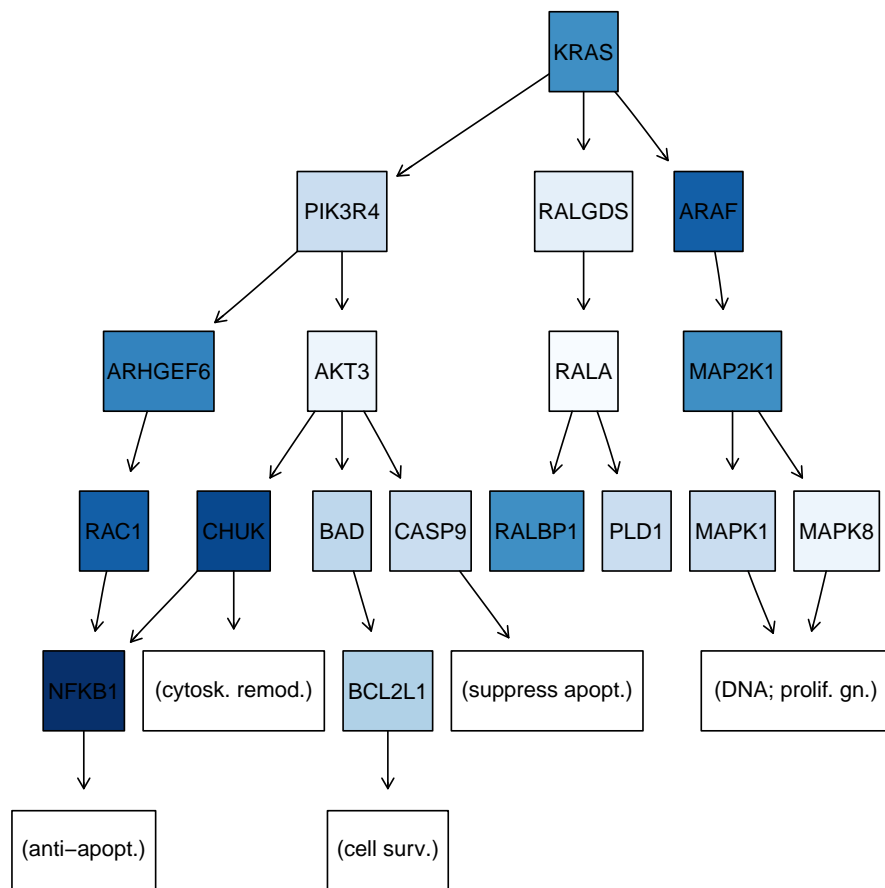 KRAS
PIK3R4
RALGDS
ARAF
ARHGEF6
AKT3
RALA
MAP2K1
RAC1
CHUK
BAD
CASP9
RALBP1
PLD1
MAPK1
MAPK8
NFKB1
(cytosk. remod.)
BCL2L1
(suppress apopt.)
(DNA; prolif. gn.)
(anti−apopt.)
(cell surv.)